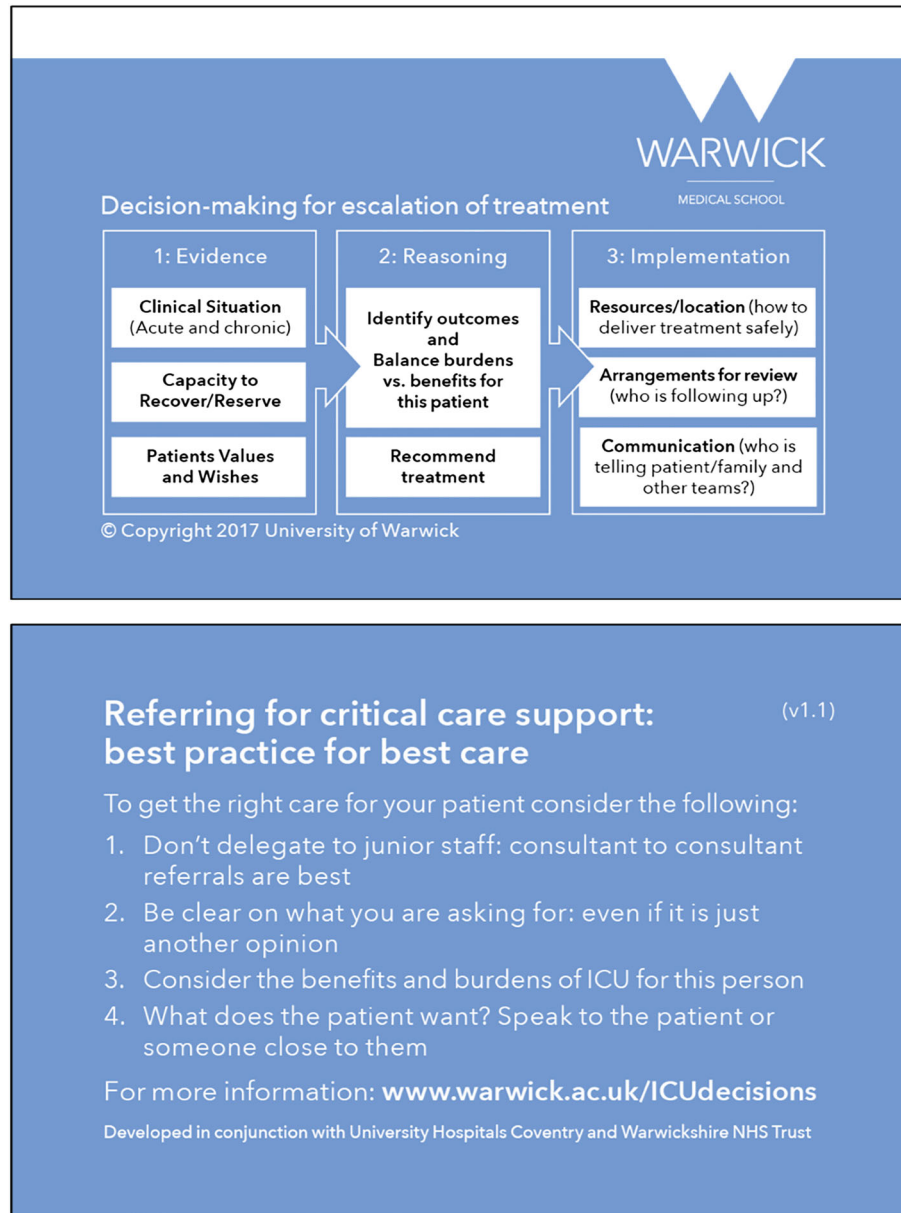 WARWICK
MEDICAL SCHOOL
Decision-making for escalation of treatment
1: Evidence
Clinical Situation
(Acute and chronic)
Capacity to
Recover/Reserve
Patients Values
and Wishes
2: Reasoning
Identify outcomes
and
Balance burdens
vs. benefits for
this patient
Recommend
treatment
3: Implementation
Resources/location (how to
deliver treatment safely)
Arrangements for review
(who is following up?)
Communication (who is
telling patient/family and
other teams?)
© Copyright 2017 University of Warwick
Referring for critical care support:
best practice for best care
(v1.1)
To get the right care for your patient consider the following:
1. Don’t delegate to junior staff: consultant to consultant
referrals are best
2. Be clear on what you are asking for: even if it is just
another opinion
3. Consider the benefits and burdens of ICU for this person
4. What does the patient want? Speak to the patient or
someone close to them
For more information: www.warwick.ac.uk/ICUdecisions
Developed in conjunction with University Hospitals Coventry and Warwickshire NHS Trust